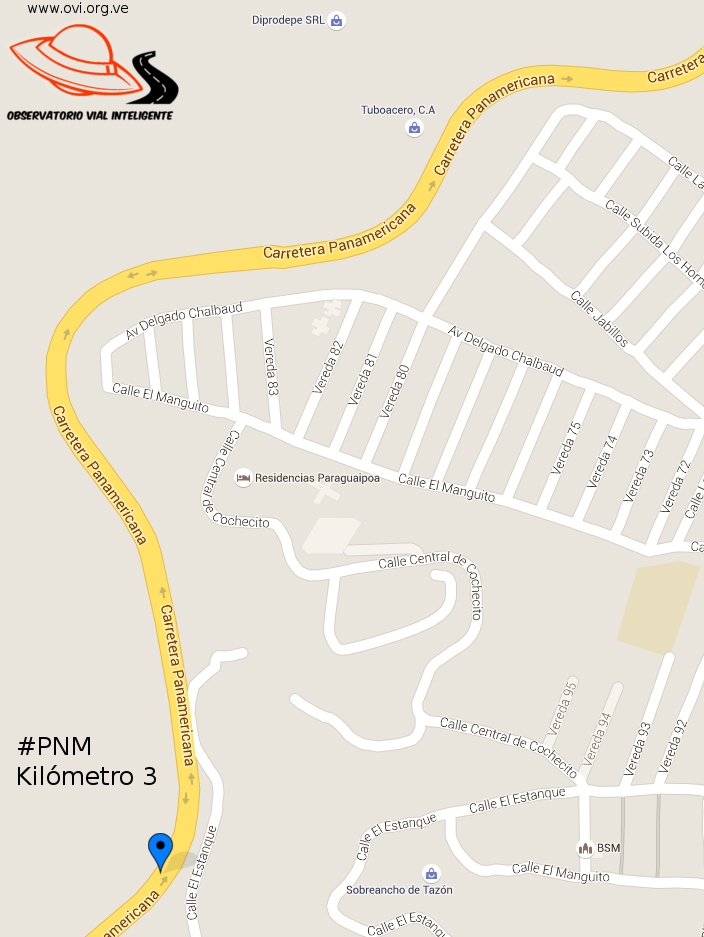 www.ovi.org.ve
OBSERVATORIO VIAL INTELIGENTE
Diprodepe SRL
Carretera
Carretera Panamericana
Tuboacero, C.A
Calle La
Calle Subida Los Horno
Carretera Panamericana
Calle Jabillos
Av Delgado Chalbaud
Av Delgado Chalbaud
Vereda 83
Vereda 82
Vereda 81
Vereda 80
Calle El Manguito
Carretera Panamericana
Calle Central de Cochecito
Residencias Paraguaipoa
Calle El Manguito
Vereda 75
Vereda 74
Vereda 73
Vereda 72
Ca
Calle Central de Cochecito
Carretera Panamericana
Vereda 95
Vereda 94
Vereda 93
Vereda 92
Calle Central de Cochecito
#PNM
Kilómetro 3
Calle El Estanque
Calle El Estanque
Calle El Estanque
BSM
Calle El Manguito
Sobreancho de Tazón
americana
Calle El Estanq